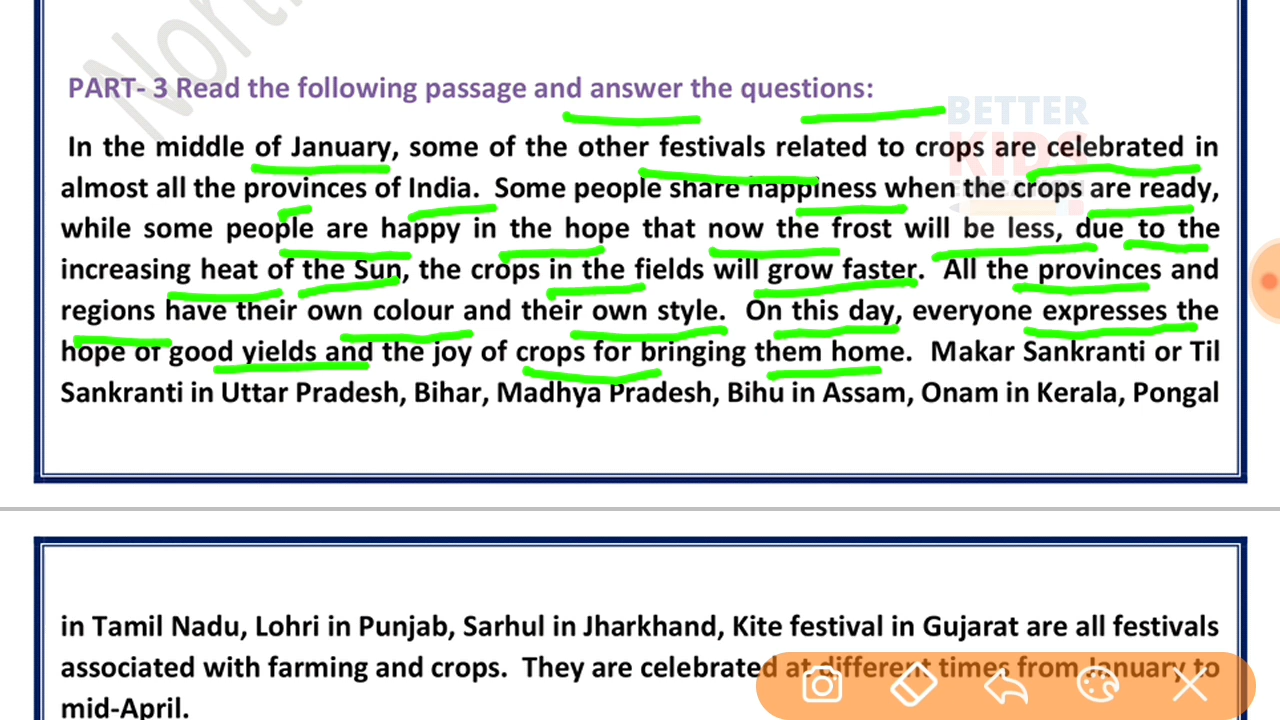 PART- 3 Read the following passage and answer the questions:
In the middle of January, some of the other festivals related to crops are celebrated in
almost all the provinces of India. Some people share happiness when the crops are ready,
while some people are happy in the hope that now the frost will be less, due to the
increasing heat of the Sun, the crops in the fields will grow faster. All the provinces and
regions have their own colour and their own style. On this day, everyone expresses the
hope of good yields and the joy of crops for bringing them home. Makar Sankranti or Til
Sankranti in Uttar Pradesh, Bihar, Madhya Pradesh, Bihu in Assam, Onam in Kerala, Pongal
in Tamil Nadu, Lohri in Punjab, Sarhul in Jharkhand, Kite festival in Gujarat are all festivals
associated with farming and crops. They are celebrated at different times from January to
mid-April.
BETTER
KIDS